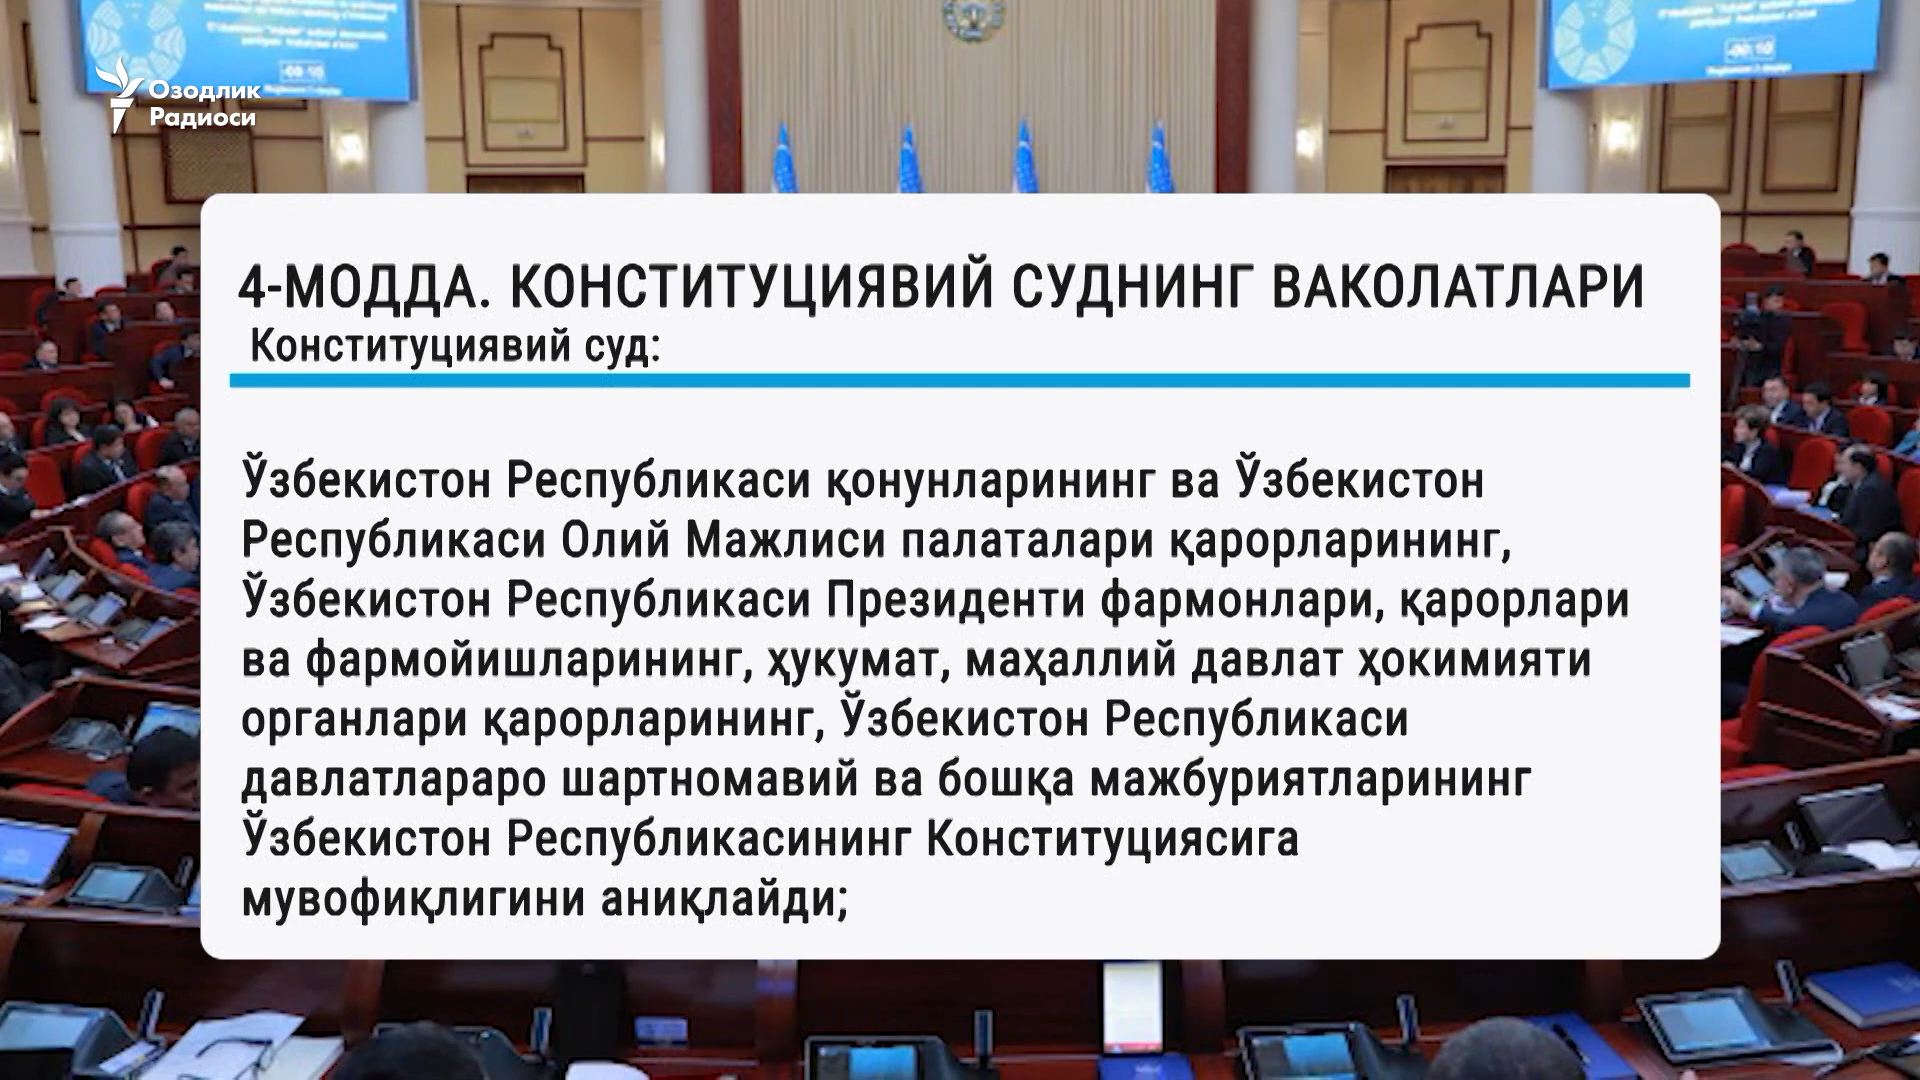 Озодлик
Радиоси
4-МОДДА. КОНСТИТУЦИЯВИЙ СУДНИНГ ВАКОЛАТЛАРИ
Конституциявий суд:
Ўзбекистон Республикаси қонунларининг ва Ўзбекистон
Республикаси Олий Мажлиси палаталари қарорларининг,
Ўзбекистон Республикаси Президенти фармонлари, қарорлари
ва фармойишларининг, ҳукумат, маҳаллий давлат ҳокимияти
органлари қарорларининг, Ўзбекистон Республикаси
давлатлараро шартномавий ва бошқа мажбуриятларининг
Ўзбекистон Республикасининг Конституциясига
мувофиқлигини аниқлайди;